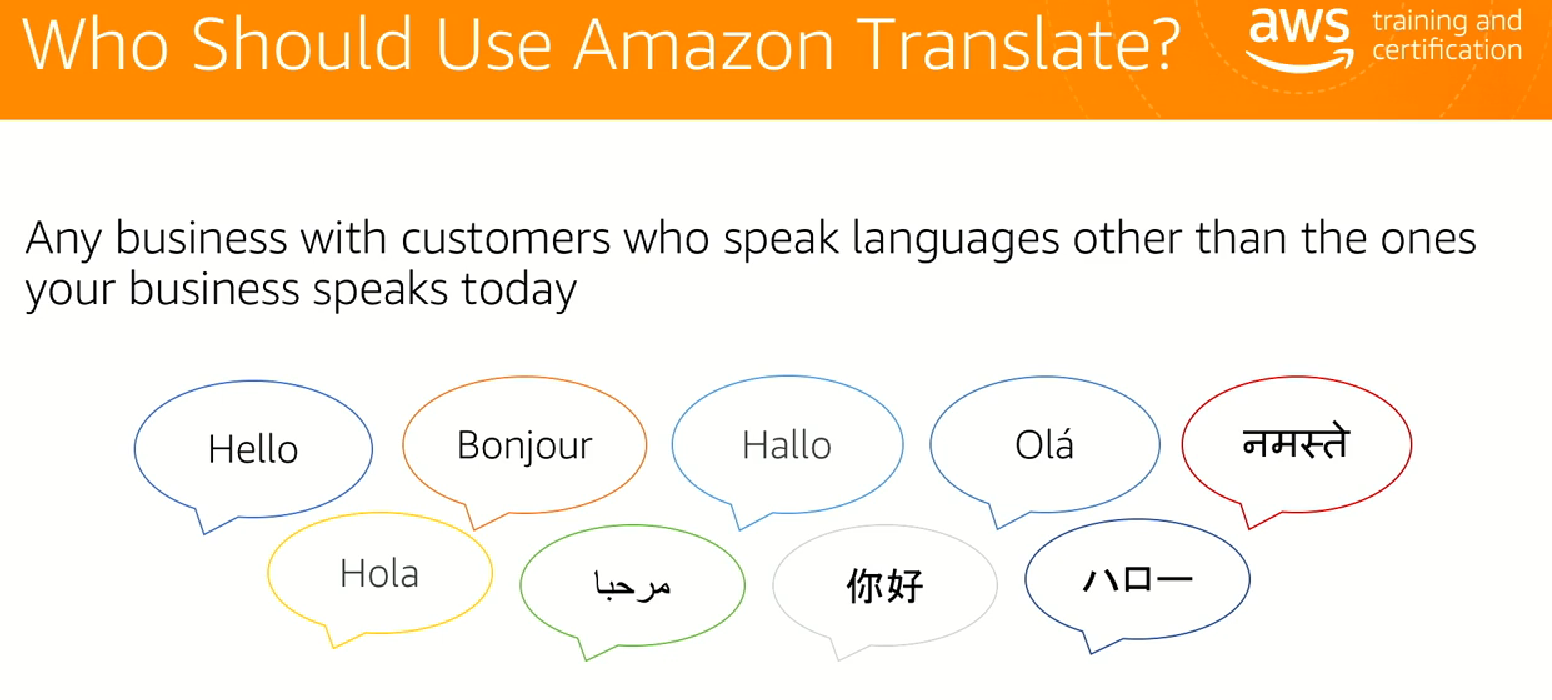 Who Should Use Amazon Translate?
aws training and
certification
Any business with customers who speak languages other than the ones
your business speaks today
Hello
Bonjour
Hallo
Olá
नमस्ते
Hola
مرحبا
你好
ハロー